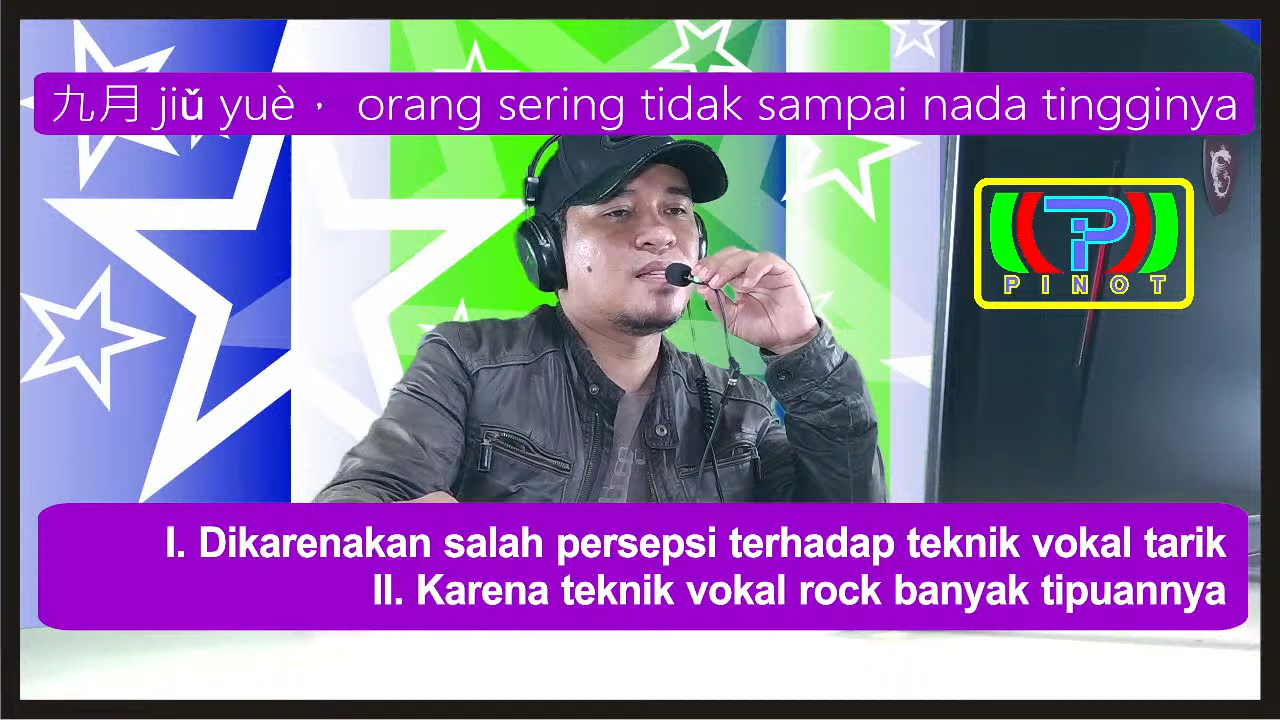 九月 jiǔ yuè， orang sering tidak sampai nada tingginya
PINOT
I. Dikarenakan salah persepsi terhadap teknik vokal tarik
II. Karena teknik vokal rock banyak tipuannya